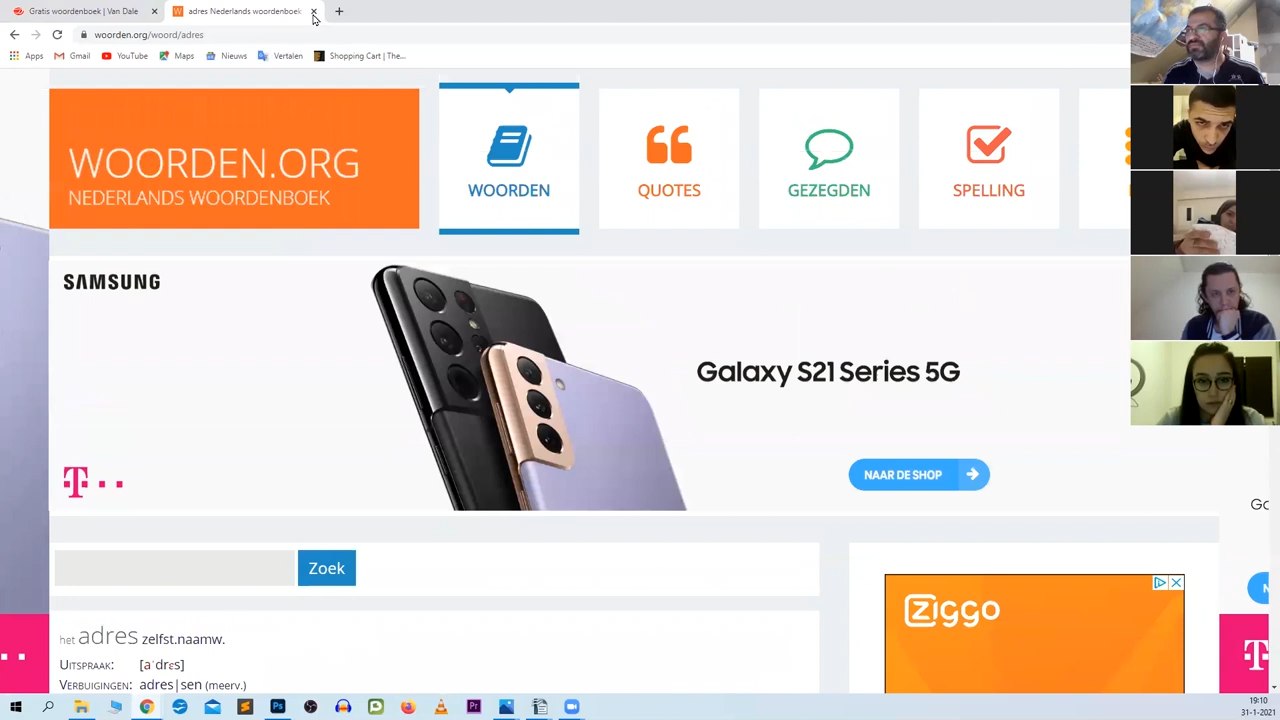 Gratis woordenboek | Van Dale
adres Nederlands woordenboek
woorden.org/woord/adres
Apps
Gmail
YouTube
Maps
Nieuws
Vertalen
Shopping Cart | The...
WOORDEN.ORG
NEDERLANDS WOORDENBOEK
WOORDEN
QUOTES
GEZEGDEN
SPELLING
SAMSUNG
Galaxy S21 Series 5G
NAAR DE SHOP
T
Zoek
ziggo
het adres zelfst.naamw.
UITSPRAAK: [aˈdrɛs]
VERBUIGINGEN: adres|sen (meerv.)
19:10
31-1-2021